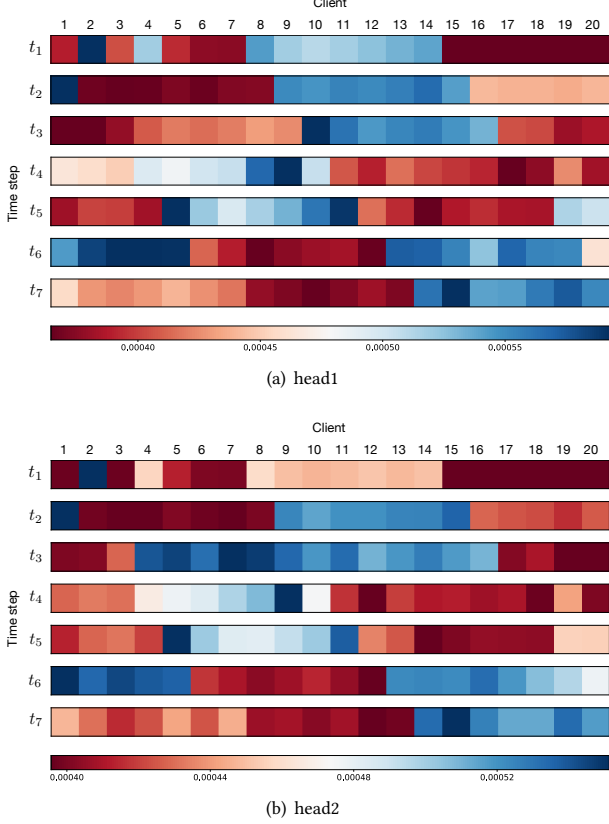 Client
1 2 3 4 5 6 7 8 9 10 11 12 13 14 15 16 17 18 19 20
t1
t2
t3
Time step
t4
t5
t6
t7
0.00040 0.00045 0.00050 0.00055
(a) head1
Client
1 2 3 4 5 6 7 8 9 10 11 12 13 14 15 16 17 18 19 20
t1
t2
t3
Time step
t4
t5
t6
t7
0.00040 0.00044 0.00048 0.00052
(b) head2